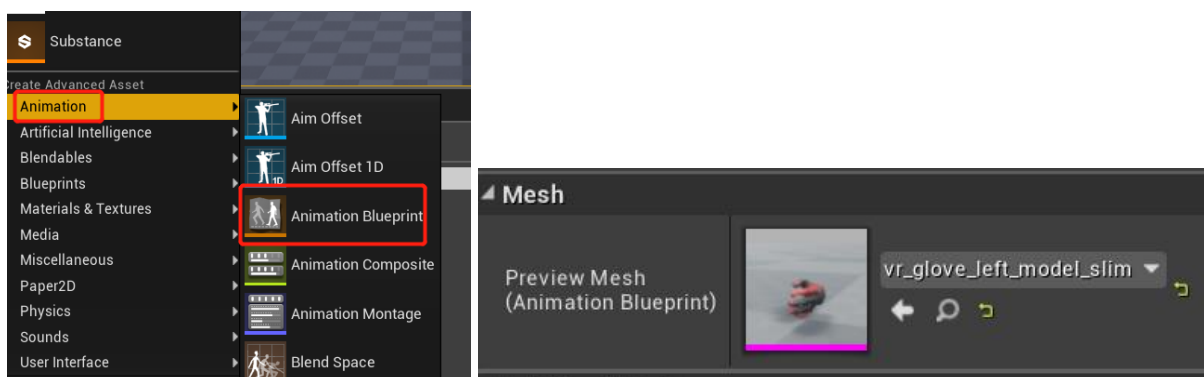 Substance
Create Advanced Asset
Animation
Artificial Intelligence
Blendables
Blueprints
Materials & Textures
Media
Miscellaneous
Paper2D
Physics
Sounds
User Interface
Aim Offset
Aim Offset 1D
1D
Animation Blueprint
Animation Composite
Animation Montage
Blend Space
Mesh
Preview Mesh
(Animation Blueprint)
vr_glove_left_model_slim